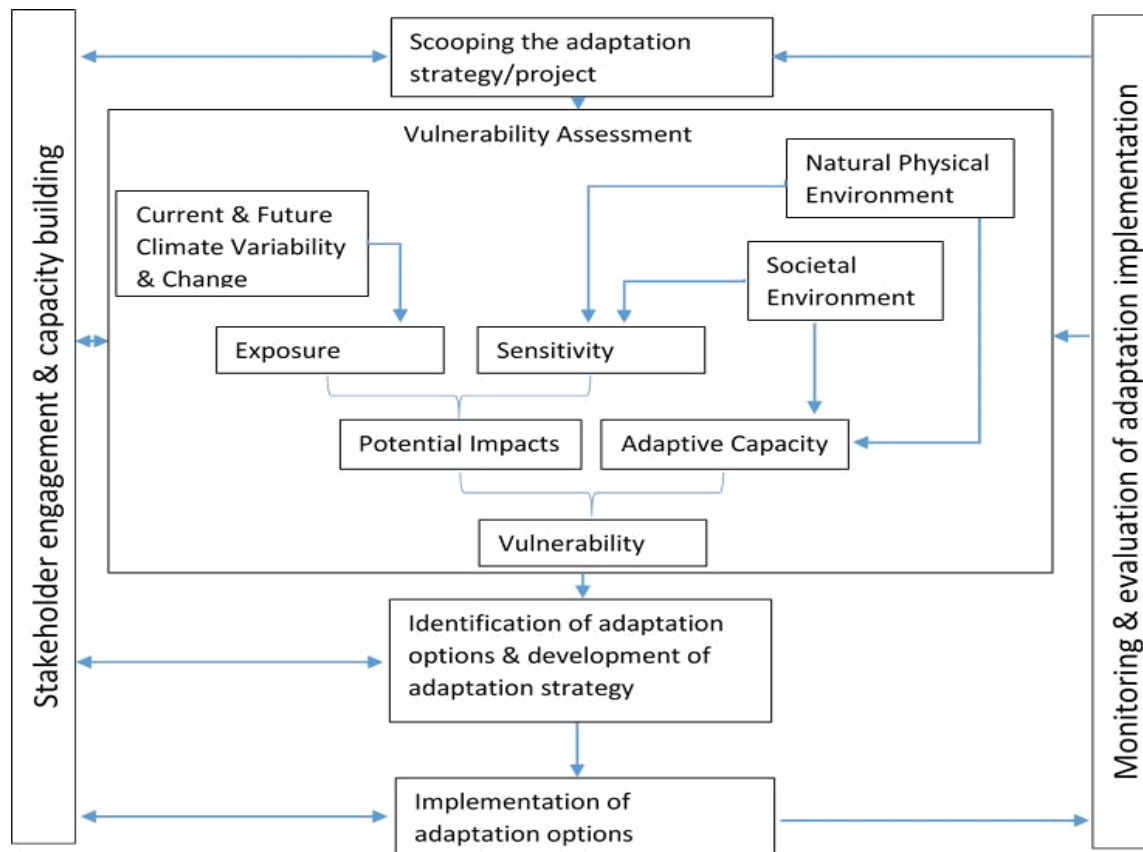 Scooping the adaptation
strategy/project
Vulnerability Assessment
Natural Physical
Environment
Current & Future
Climate Variability
& Change
Societal
Environment
Exposure
Sensitivity
Potential Impacts
Adaptive Capacity
Vulnerability
Identification of adaptation
options & development of
adaptation strategy
Implementation of
adaptation options
Stakeholder engagement & capacity building
Monitoring & evaluation of adaptation implementation